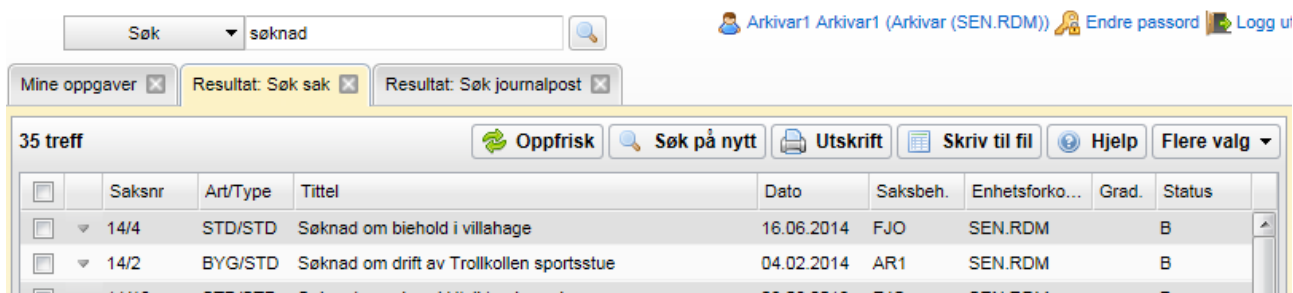 Søk søknad Arkivar1 Arkivar1 (Arkivar (SEN.RDM)) Endre passord Logg ut
Mine oppgaver Resultat: Søk sak Resultat: Søk journalpost
35 treff Oppfrisk Søk på nytt Utskrift Skriv til fil Hjelp Flere valg
Saksnr Art/Type Tittel Dato Saksbeh. Enhetsforko... Grad. Status
14/4 STD/STD Søknad om biehold i villahage 16.06.2014 FJO SEN.RDM B
14/2 BYG/STD Søknad om drift av Trollkollen sportsstue 04.02.2014 AR1 SEN.RDM B